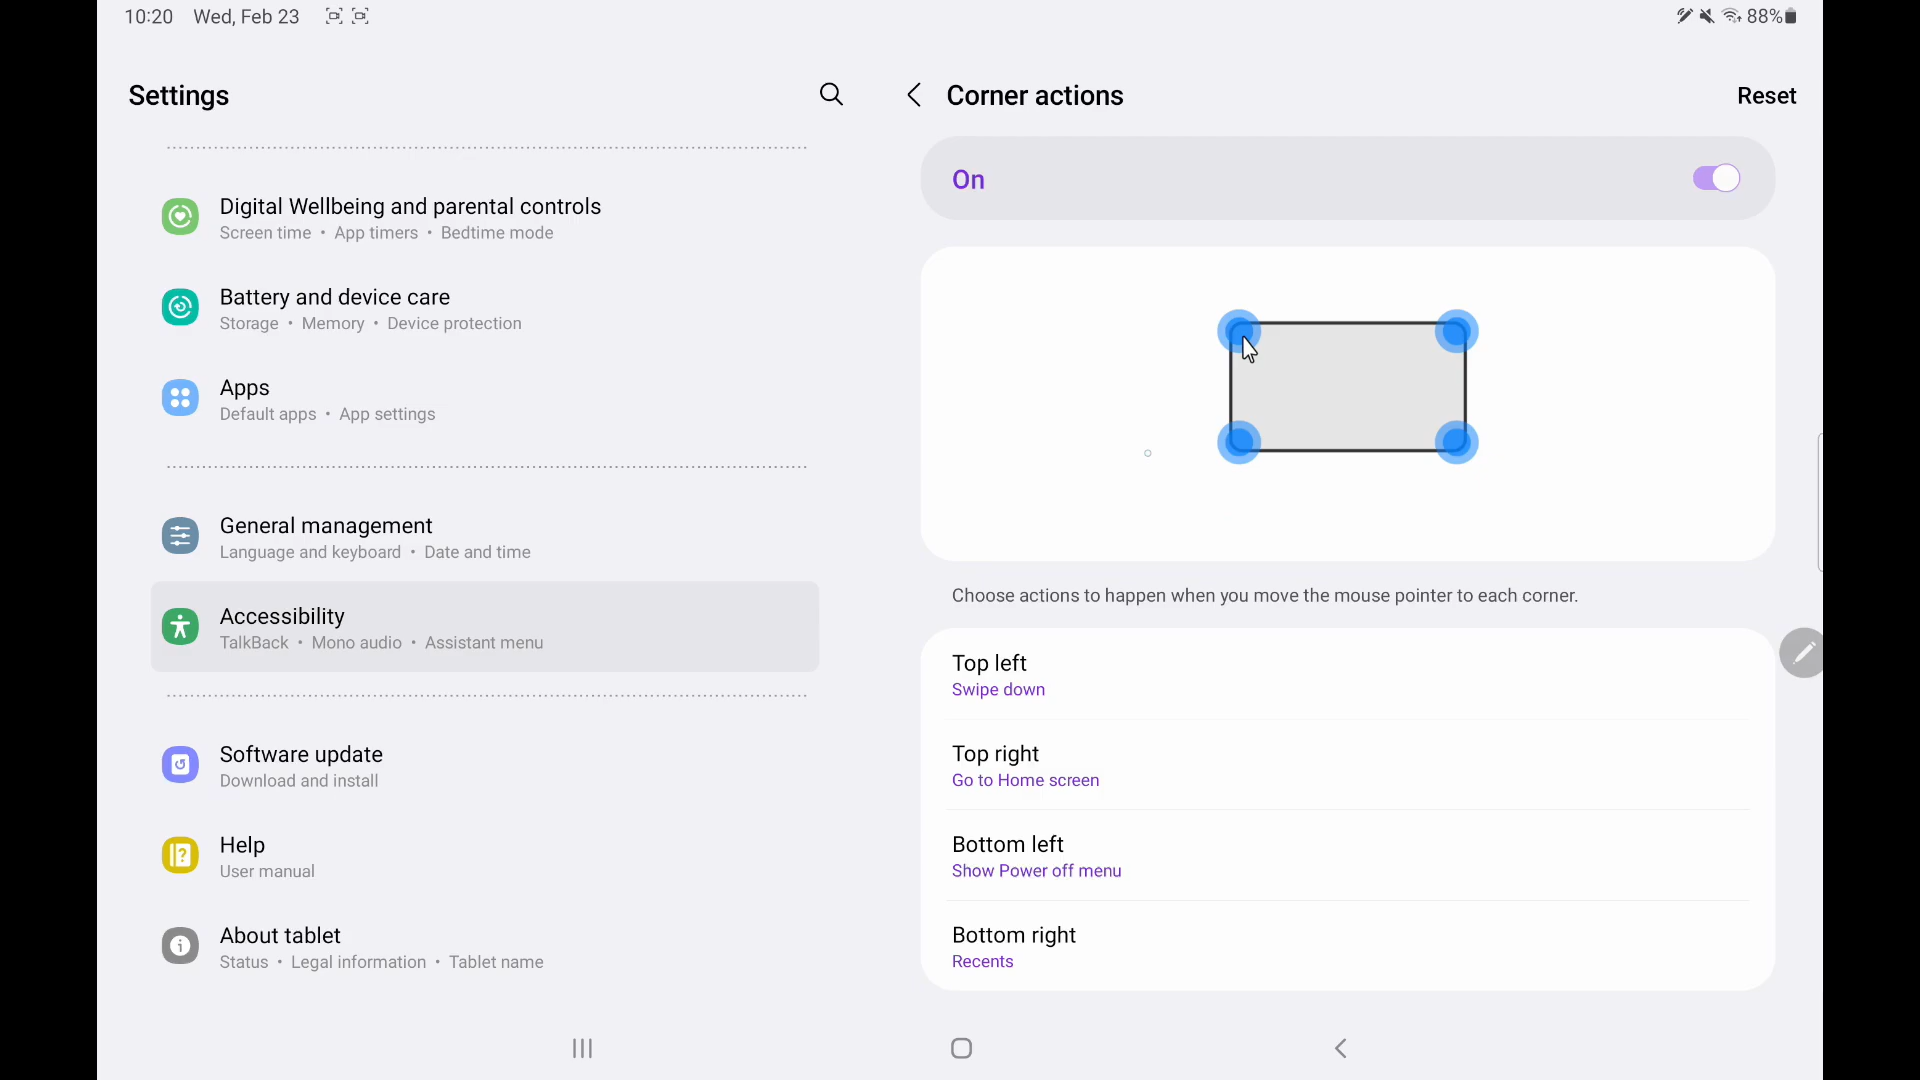 10:20 Wed, Feb 23
88%
Settings
Digital Wellbeing and parental controls
Screen time • App timers • Bedtime mode
Battery and device care
Storage • Memory • Device protection
Apps
Default apps • App settings
General management
Language and keyboard • Date and time
Accessibility
TalkBack • Mono audio • Assistant menu
Software update
Download and install
Help
User manual
About tablet
Status • Legal information • Tablet name
Corner actions
Reset
On
Choose actions to happen when you move the mouse pointer to each corner.
Top left
Swipe down
Top right
Go to Home screen
Bottom left
Show Power off menu
Bottom right
Recents